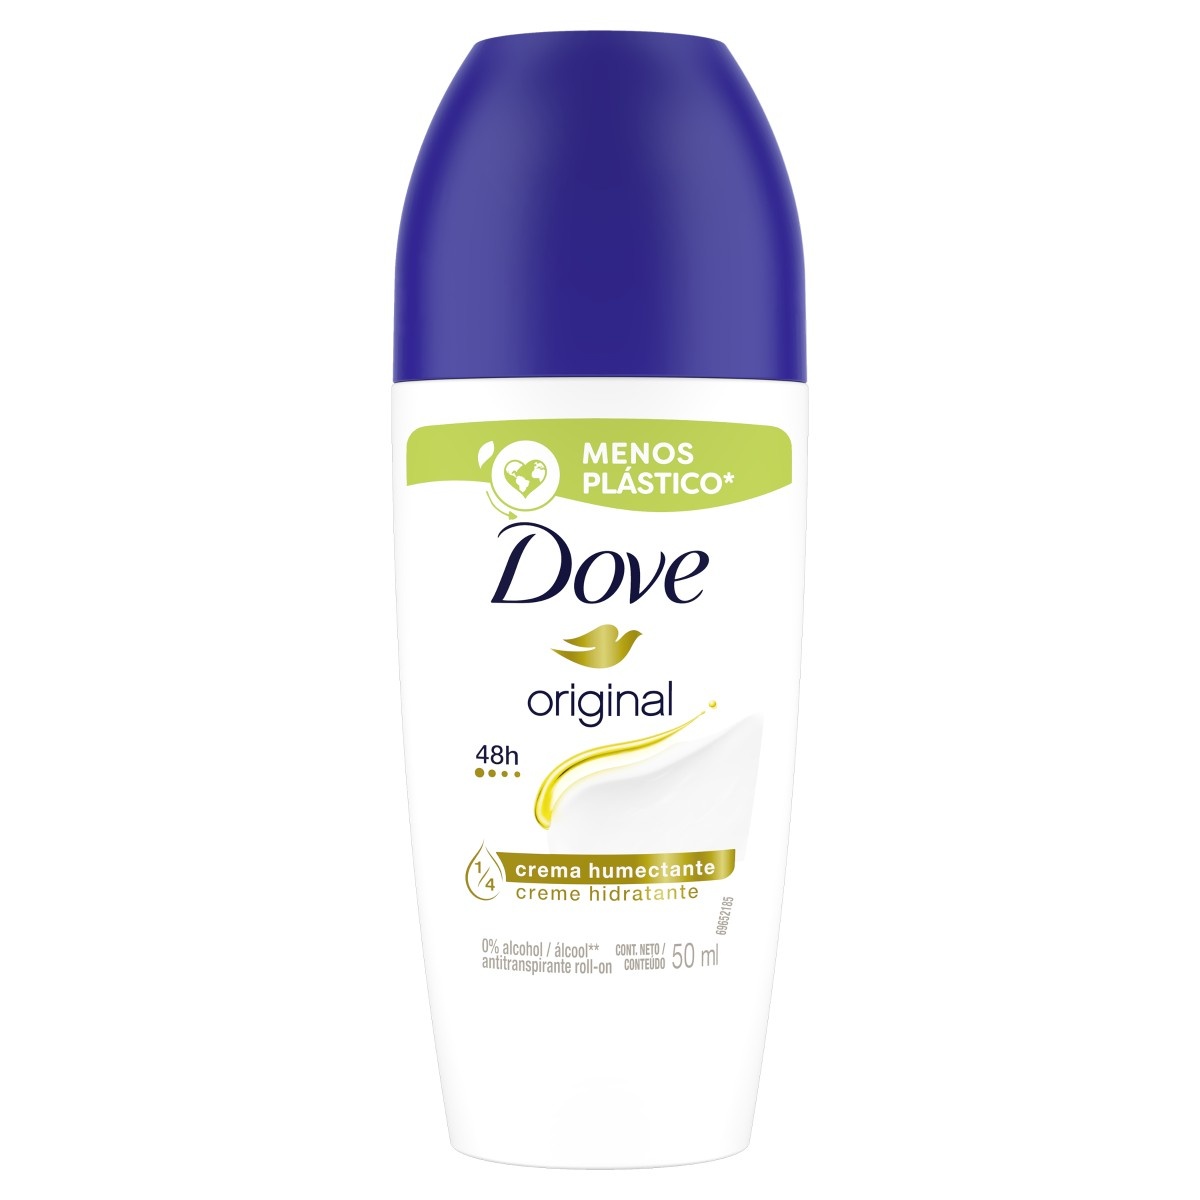 MENOS
PLÁSTICO*
Dove
original
48h
1/4
crema humectante
creme hidratante
69652185
0% alcohol / álcool**
antitranspirante roll-on
CONT. NETO /
CONTEÚDO
50 ml